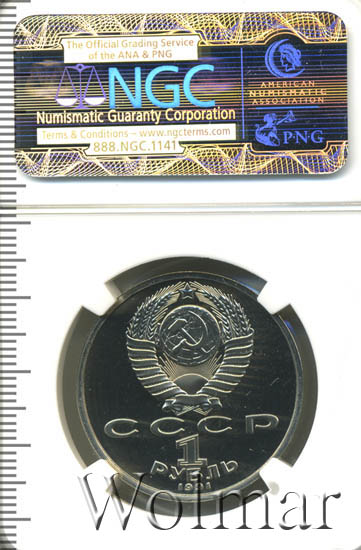 The Official Grading Service
of the ANA & PNG
NGC
Numismatic Guaranty Corporation
Terms & Conditions – www.ngcterms.com
888.NGC.1141
AMERICAN
NUMISMATIC
ASSOCIATION
PNG
СССР
1
РУБЛЬ
1991
Wolmar